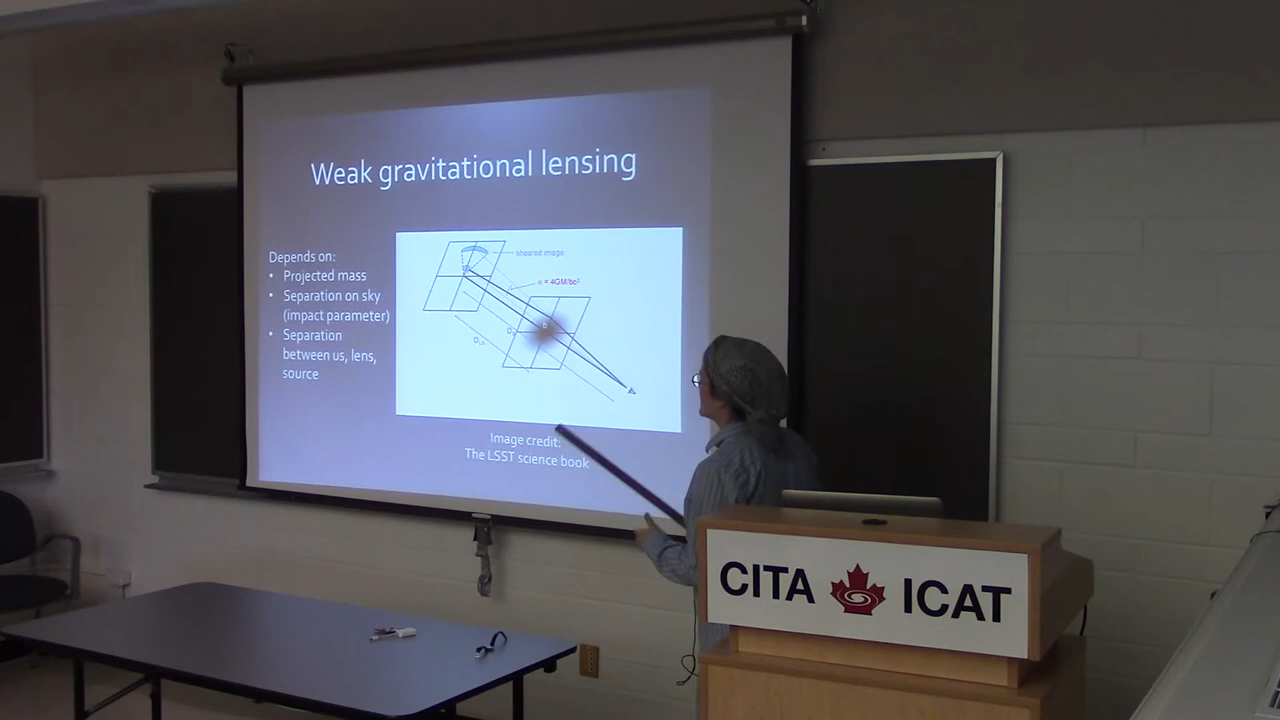 Weak gravitational lensing
Depends on:
• Projected mass
• Separation on sky
(impact parameter)
• Separation
between us, lens,
source
sheared image
α = 4GM/bc²
D_LS
Image credit:
The LSST science book
CITA ICAT